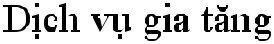 Dịch vụ gia tăng